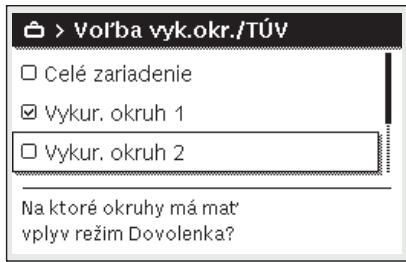 > Voľba vyk.okr./TÚV
Celé zariadenie
Vykur. okruh 1
Vykur. okruh 2
Na ktoré okruhy má mať
vplyv režim Dovolenka?